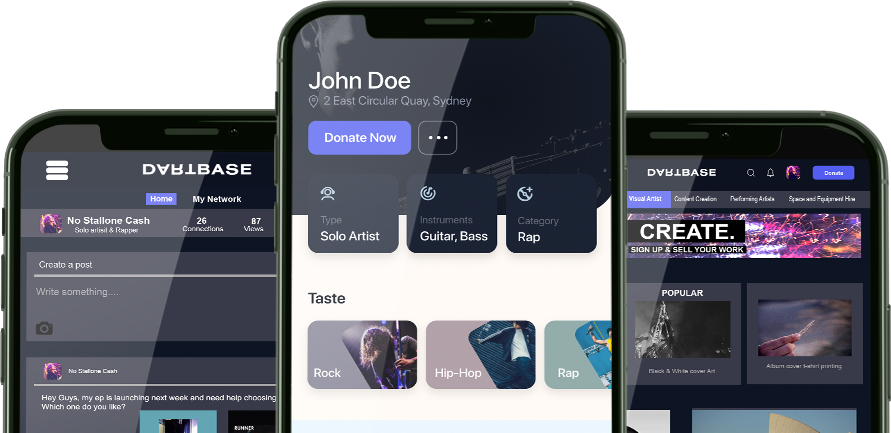 DARTBASE
Home
My Network
No Stallone Cash
Solo artisit & Rapper
26
Connections
87
Views
Create a post
Write something....
No Stallone Cash
Hey Guys, my ep is launching next week and need help choosing
Which one do you like?
RUNNER
John Doe
2 East Circular Quay, Sydney
Donate Now
Type
Solo Artist
Instruments
Guitar, Bass
Category
Rap
Taste
Rock
Hip-Hop
Rap
DARTBASE
Donate
Visual Artist
Content Creation
Performing Artists
Space and Equipment Hire
CREATE.
SIGN UP & SELL YOUR WORK
POPULAR
Black & White cover Art
Album cover t-shirt printing